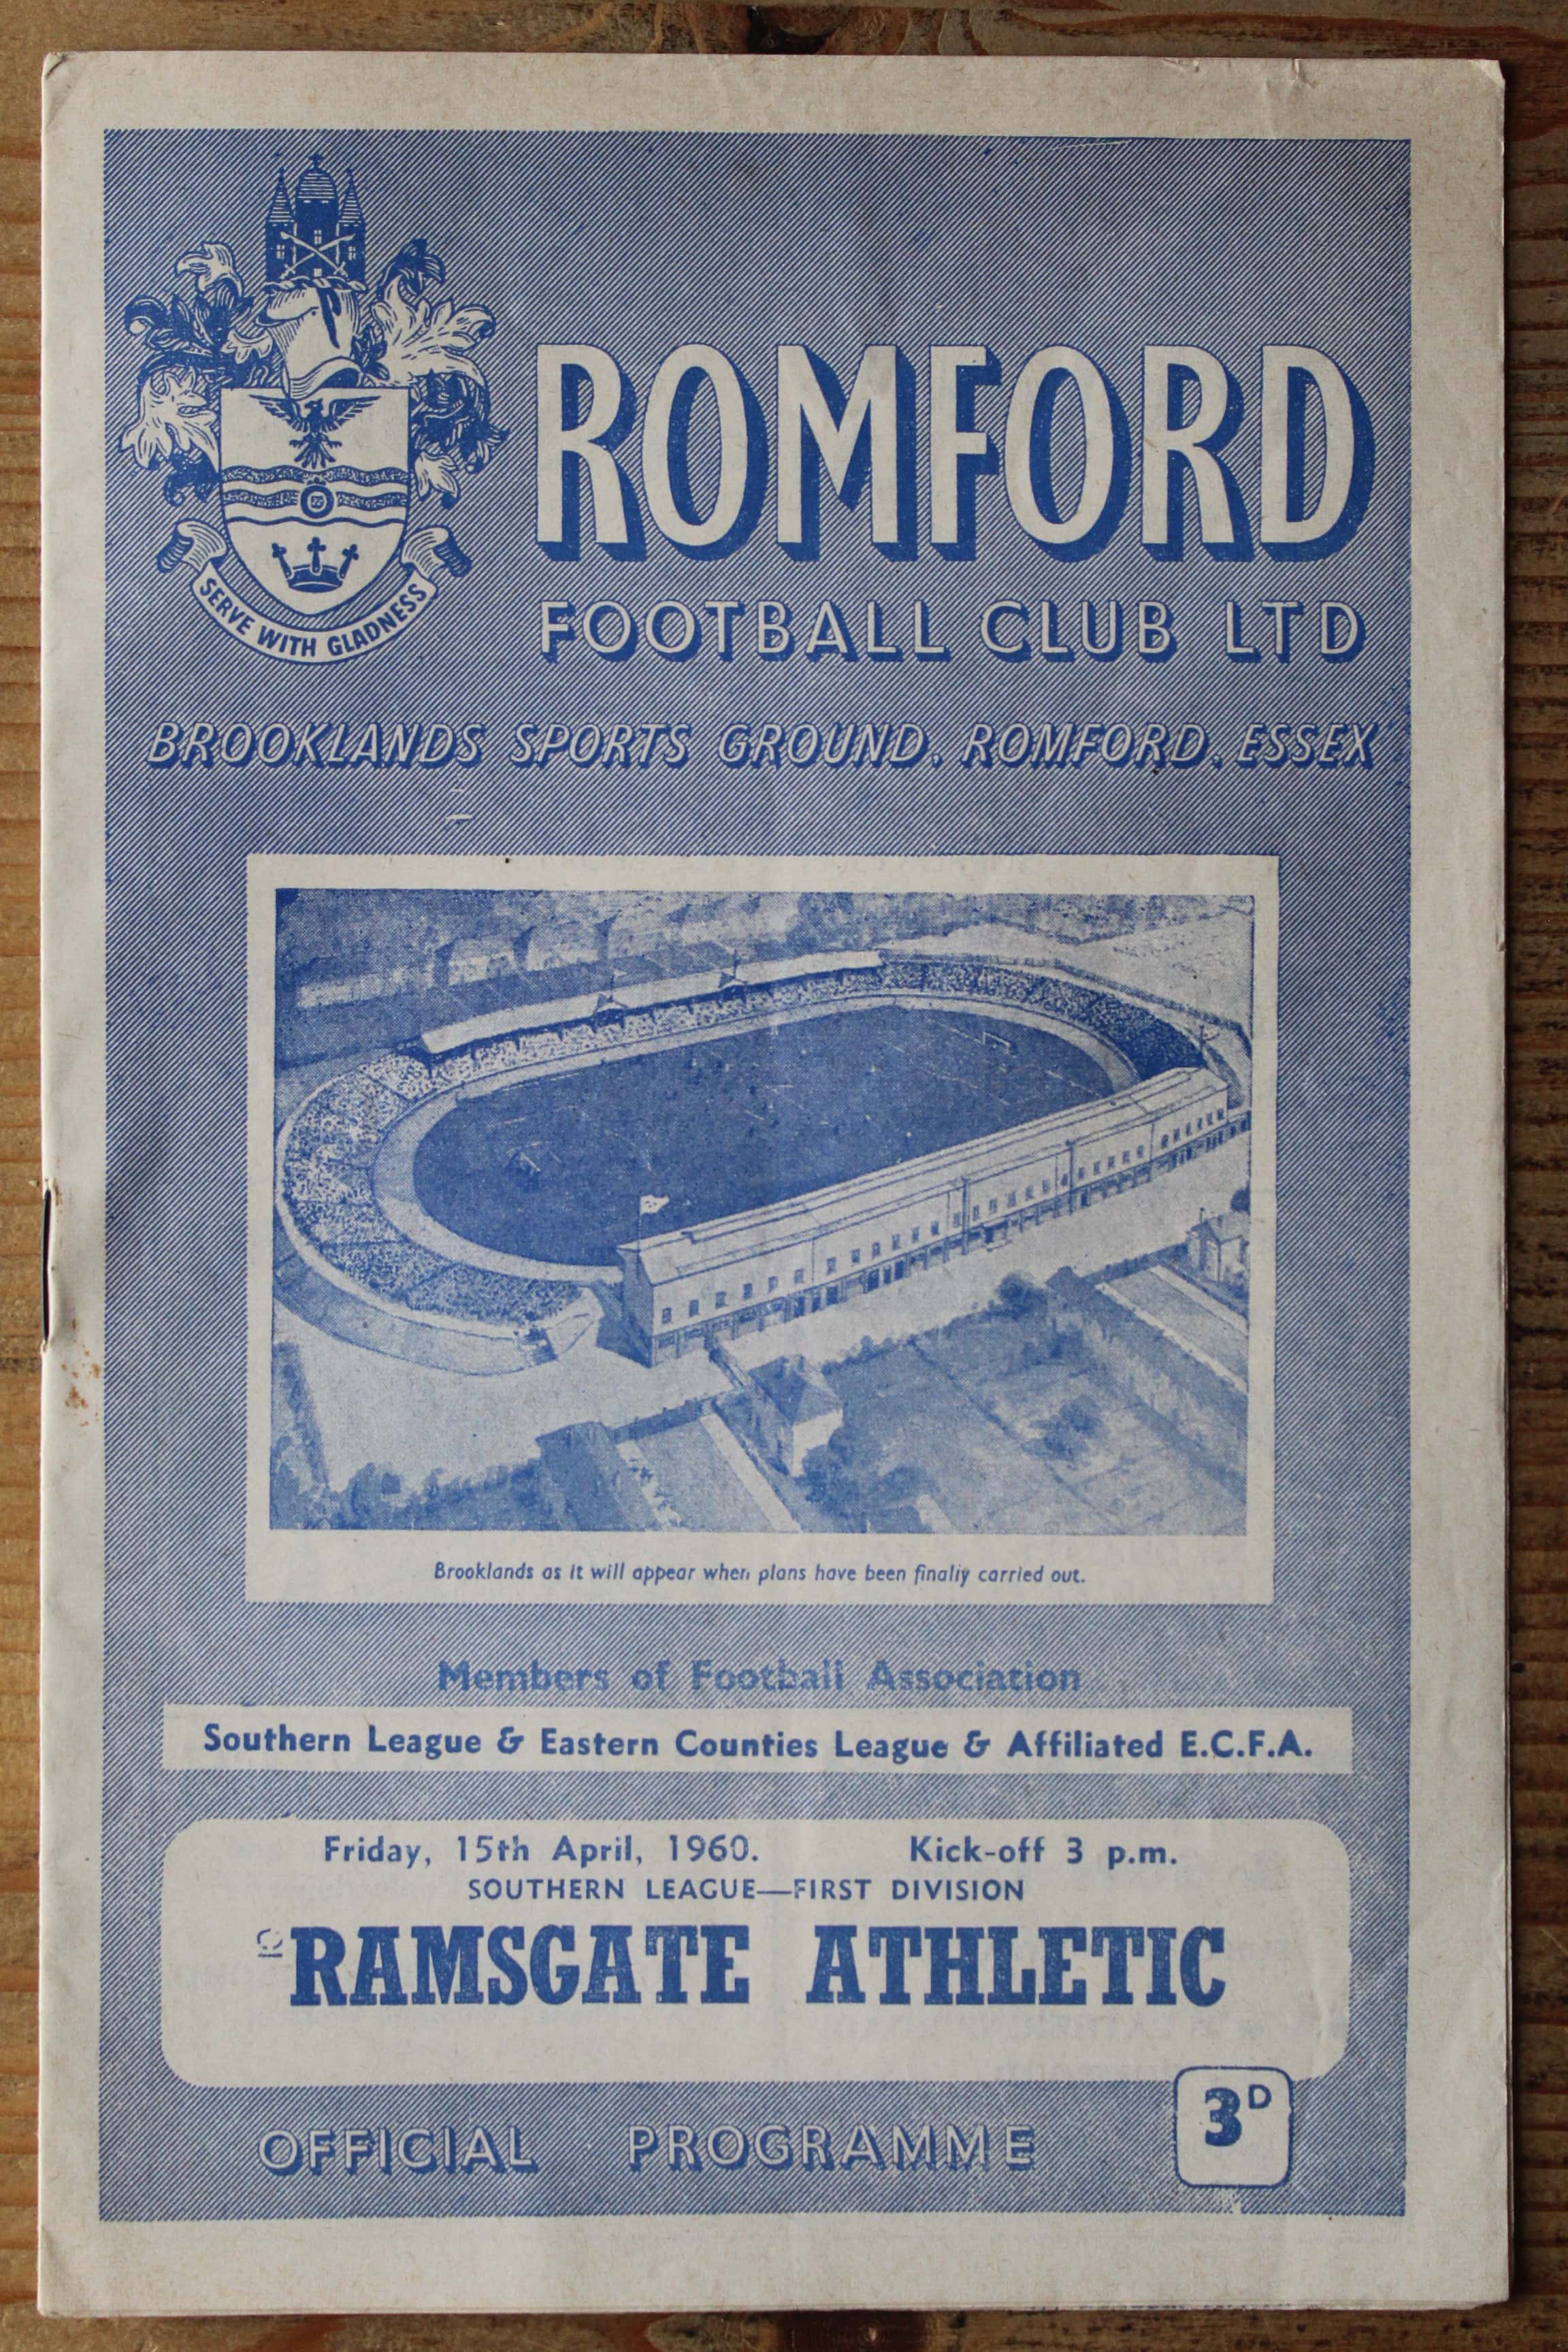 ROMFORD
FOOTBALL CLUB LTD
SERVE WITH GLADNESS
BROOKLANDS SPORTS GROUND, ROMFORD, ESSEX
Brooklands as it will appear when plans have been finally carried out.
Members of Football Association
Southern League & Eastern Counties League & Affiliated E.C.F.A.
Friday, 15th April, 1960. Kick-off 3 p.m.
SOUTHERN LEAGUE—FIRST DIVISION
RAMSGATE ATHLETIC
OFFICIAL PROGRAMME
3D